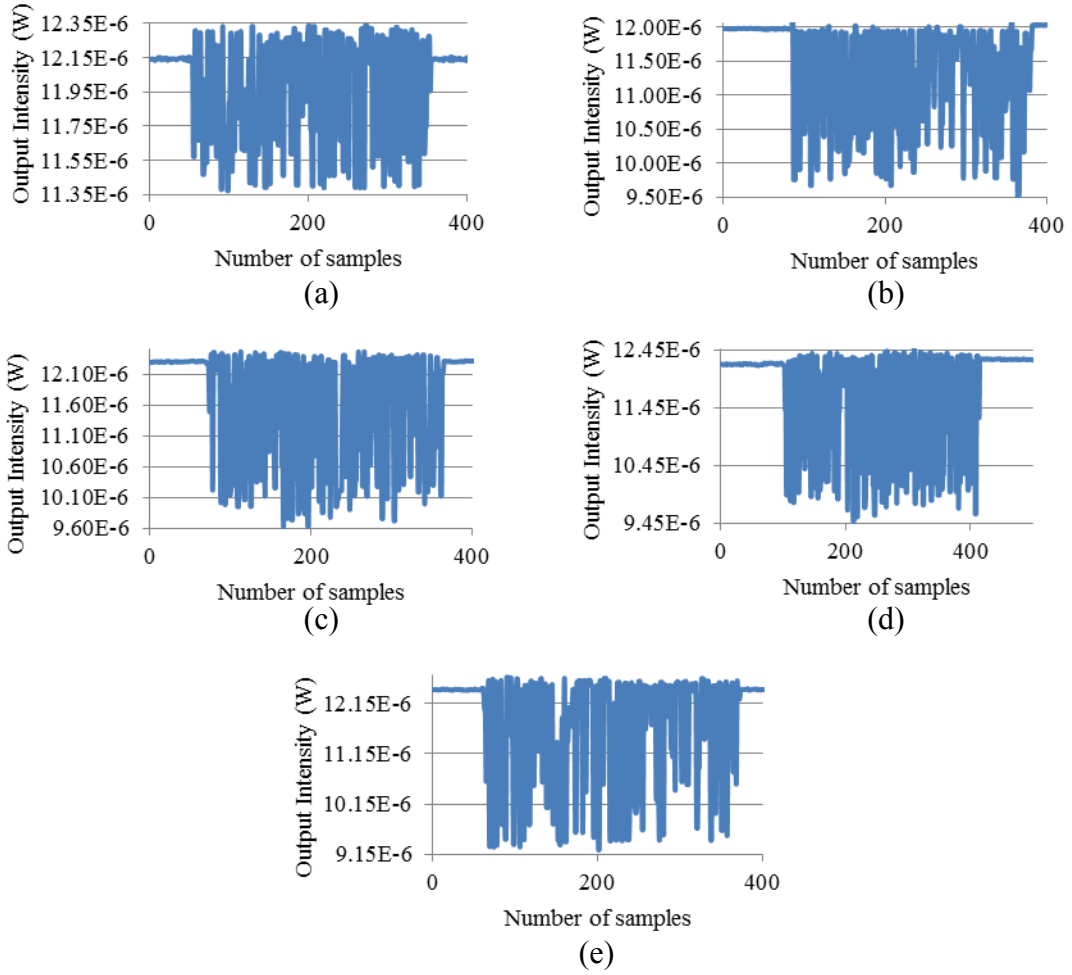 Output Intensity (W)
12.35E-6
12.15E-6
11.95E-6
11.75E-6
11.55E-6
11.35E-6
0 200 400
Number of samples
(a)
Output Intensity (W)
12.00E-6
11.50E-6
11.00E-6
10.50E-6
10.00E-6
9.50E-6
0 200 400
Number of samples
(b)
Output Intensity (W)
12.10E-6
11.60E-6
11.10E-6
10.60E-6
10.10E-6
9.60E-6
0 200 400
Number of samples
(c)
Output Intensity (W)
12.45E-6
11.45E-6
10.45E-6
9.45E-6
0 200 400
Number of samples
(d)
Output Intensity (W)
12.15E-6
11.15E-6
10.15E-6
9.15E-6
0 200 400
Number of samples
(e)